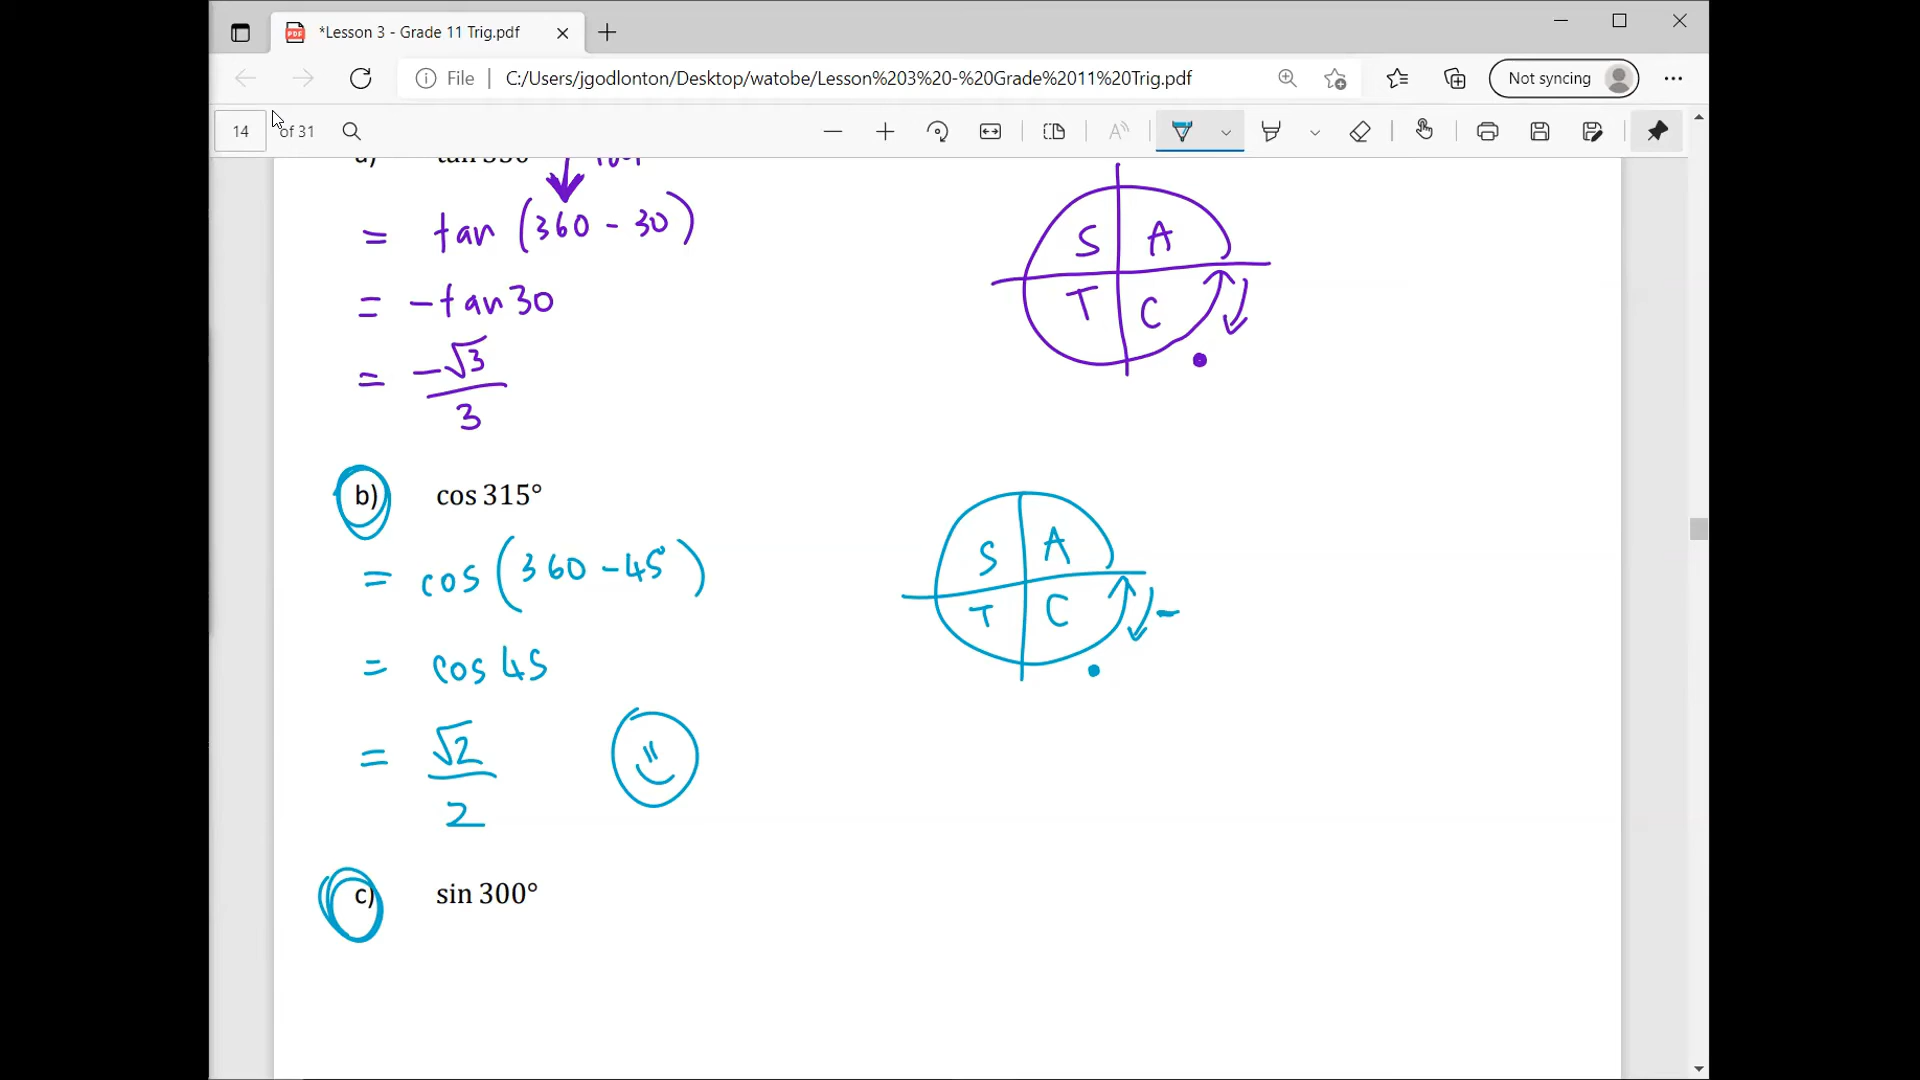 *Lesson 3 - Grade 11 Trig.pdf
File | C:/Users/jgodlonton/Desktop/watobe/Lesson%203%20-%20Grade%2011%20Trig.pdf
Not syncing
14 of 31
= tan (360 - 30)
= -tan 30
= -√3 / 3
S A
T C
b) cos 315°
= cos (360 - 45°)
= cos 45
= √2 / 2
S A
T C -
c) sin 300°